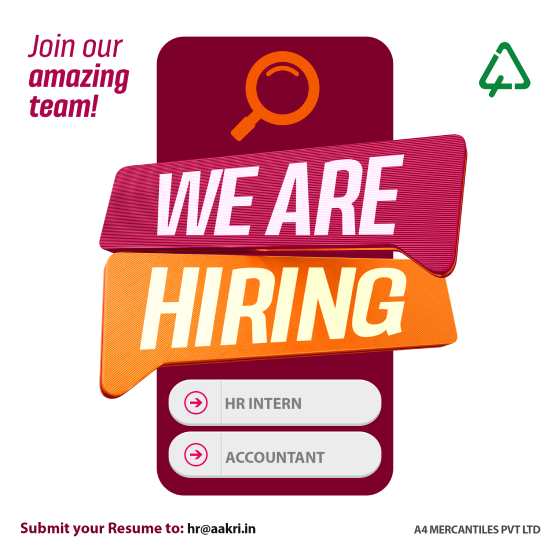 Join our
amazing
team!
WE ARE
HIRING
HR INTERN
ACCOUNTANT
Submit your Resume to: hr@aakri.in
A4 MERCANTILES PVT LTD